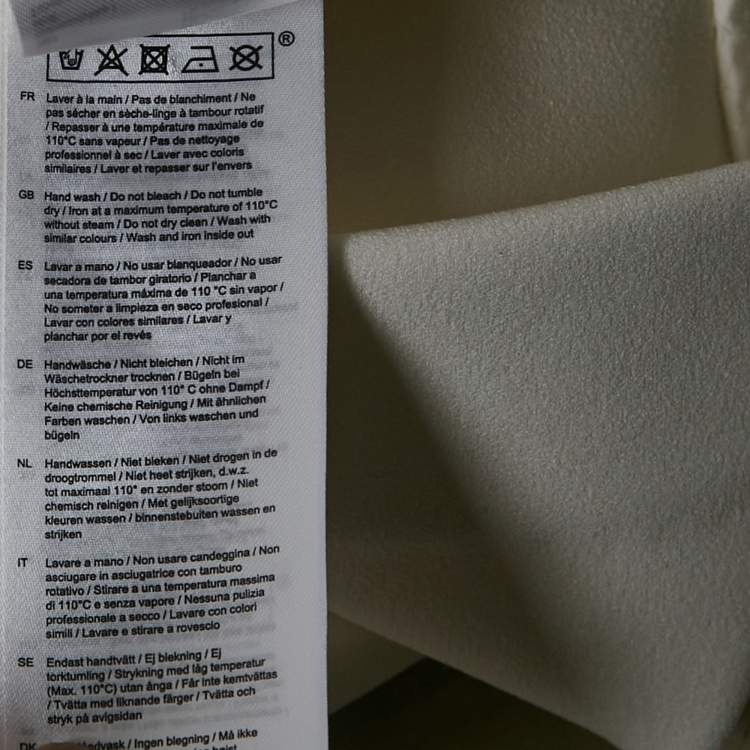 ®
FR Laver à la main / Pas de blanchiment / Ne
pas sécher en sèche-linge à tambour rotatif
/ Repasser à une température maximale de
110°C sans vapeur / Pas de nettoyage
professionnel à sec / Laver avec coloris
similaires / Laver et repasser sur l'envers
GB Hand wash / Do not bleach / Do not tumble
dry / Iron at a maximum temperature of 110°C
without steam / Do not dry clean / Wash with
similar colours / Wash and iron inside out
ES Lavar a mano / No usar blanqueador / No usar
secadora de tambor giratorio / Planchar a
una temperatura máxima de 110 °C sin vapor /
No someter a limpieza en seco profesional /
Lavar con colores similares / Lavar y
planchar por el revés
DE Handwäsche / Nicht bleichen / Nicht im
Wäschetrockner trocknen / Bügeln bei
Höchsttemperatur von 110° C ohne Dampf /
Keine chemische Reinigung / Mit ähnlichen
Farben waschen / Von links waschen und
bügeln
NL Handwassen / Niet bleken / Niet drogen in de
droogtrommel / Niet heet strijken, d.w.z.
tot maximaal 110° en zonder stoom / Niet
chemisch reinigen / Met gelijksoortige
kleuren wassen / binnenstebuiten wassen en
strijken
IT Lavare a mano / Non usare candeggina / Non
asciugare in asciugatrice con tamburo
rotativo / Stirare a una temperatura massima
di 110°C e senza vapore / Nessuna pulizia
professionale a secco / Lavare con colori
simili / Lavare e stirare a rovescio
SE Endast handtvätt / Ej blekning / Ej
torktumling / Strykning med låg temperatur
(Max. 110°C) utan ånga / Får inte kemtvättas
/ Tvätta med liknande färger / Tvätta och
stryk på avigsidan
DK / Ingen blegning / Må ikke